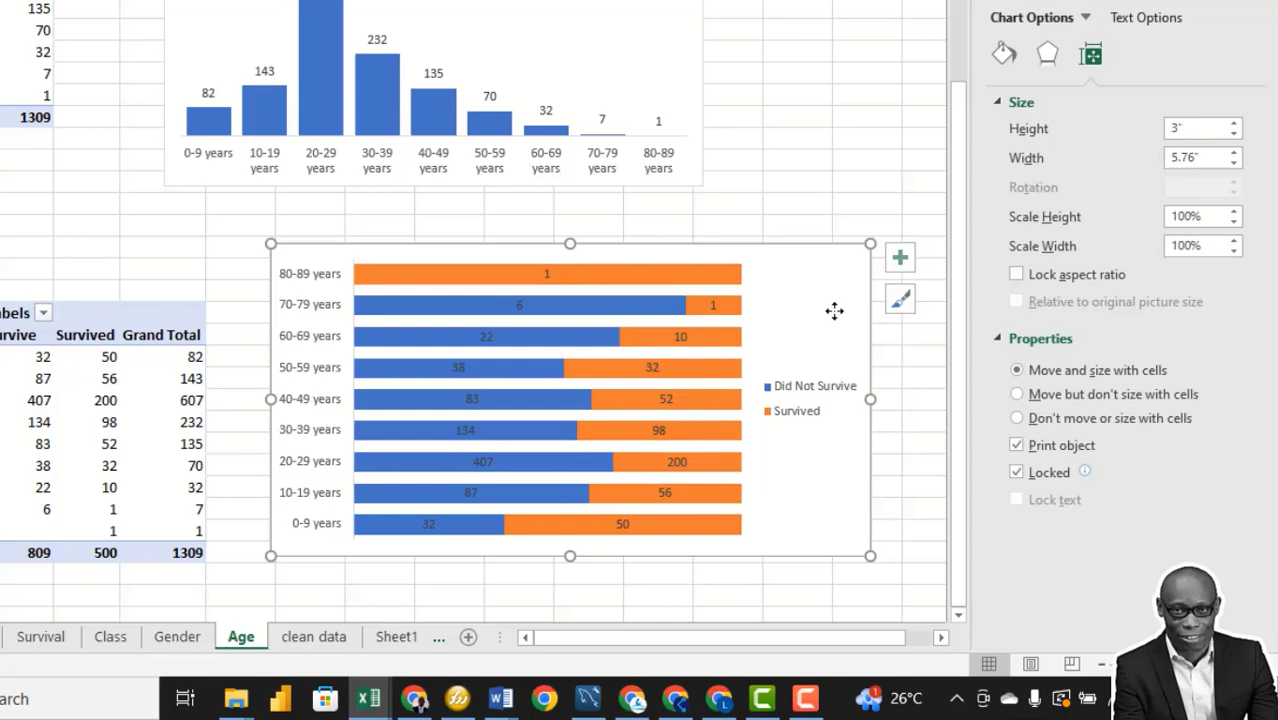 135
70
32
7
1
1309
82
143
232
135
70
32
7
1
0-9 years
10-19 years
20-29 years
30-39 years
40-49 years
50-59 years
60-69 years
70-79 years
80-89 years
80-89 years 1
70-79 years 6 1
60-69 years 22 10
50-59 years 38 32
40-49 years 83 52
30-39 years 134 98
20-29 years 407 200
10-19 years 87 56
0-9 years 32 50
Did Not Survive
Survived
abels
urvive Survived Grand Total
32 50 82
87 56 143
407 200 607
134 98 232
83 52 135
38 32 70
22 10 32
6 1 7
1 1
809 500 1309
Chart Options Text Options
Size
Height 3"
Width 5.76"
Rotation
Scale Height 100%
Scale Width 100%
Lock aspect ratio
Relative to original picture size
Properties
Move and size with cells
Move but don't size with cells
Don't move or size with cells
Print object
Locked
Lock text
Survival Class Gender Age clean data Sheet1 ...
arch
1
26°C